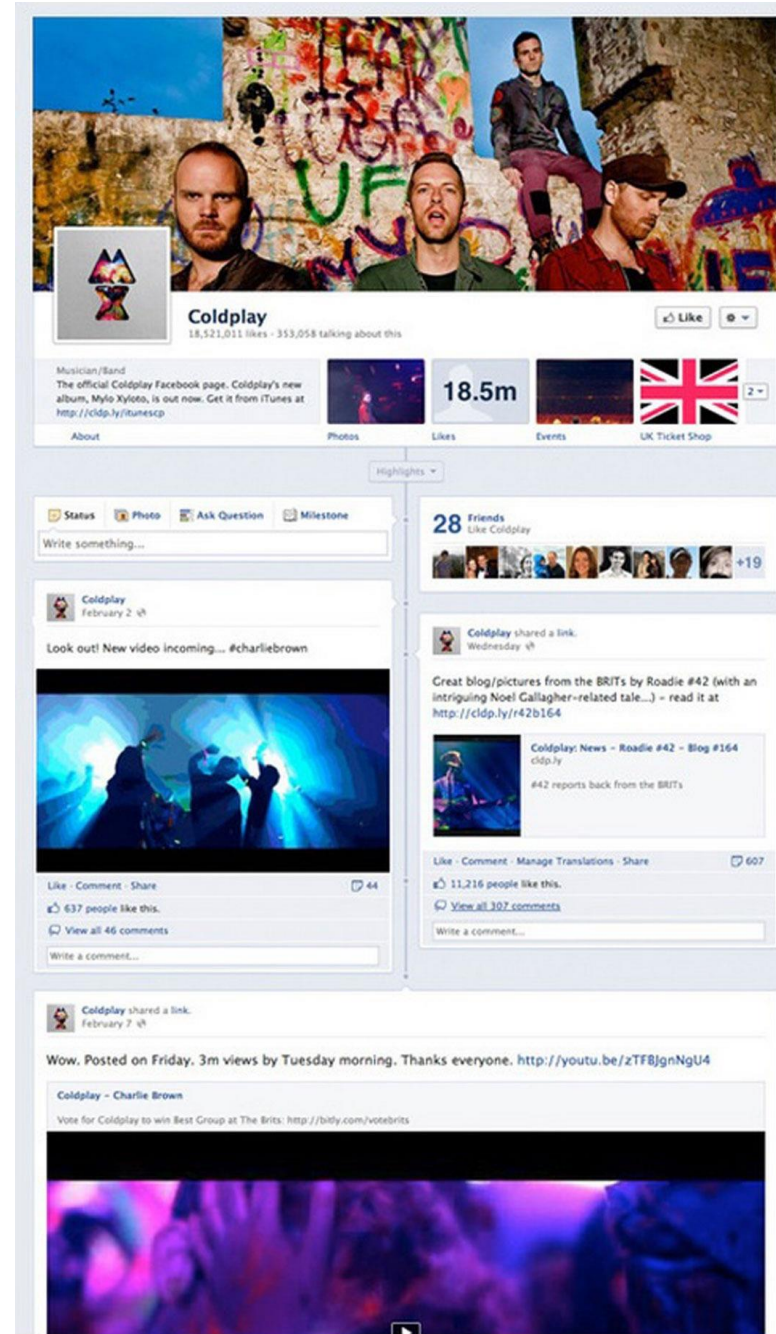 UF
Coldplay
18,521,011 likes · 353,058 talking about this
Like
Musician/Band
The official Coldplay Facebook page. Coldplay's new
album, Mylo Xyloto, is out now. Get it from iTunes at
http://cldp.ly/itunescp
18.5m
2
About
Photos
Likes
Events
UK Ticket Shop
Highlights
Status
Photo
Ask Question
Milestone
Write something...
28 Friends
Like Coldplay
+19
Coldplay
February 2
Look out! New video incoming... #charliebrown
Like · Comment · Share
44
637 people like this.
View all 46 comments
Write a comment...
Coldplay shared a link.
Wednesday
Great blog/pictures from the BRITs by Roadie #42 (with an
intriguing Noel Gallagher-related tale...) – read it at
http://cldp.ly/r42b164
Coldplay: News – Roadie #42 – Blog #164
cldp.ly
#42 reports back from the BRITs
Like · Comment · Manage Translations · Share
607
11,216 people like this.
View all 307 comments
Write a comment...
Coldplay shared a link.
February 7
Wow. Posted on Friday. 3m views by Tuesday morning. Thanks everyone. http://youtu.be/zTFBJgnNgU4
Coldplay – Charlie Brown
Vote for Coldplay to win Best Group at The Brits: http://bitly.com/votebrits